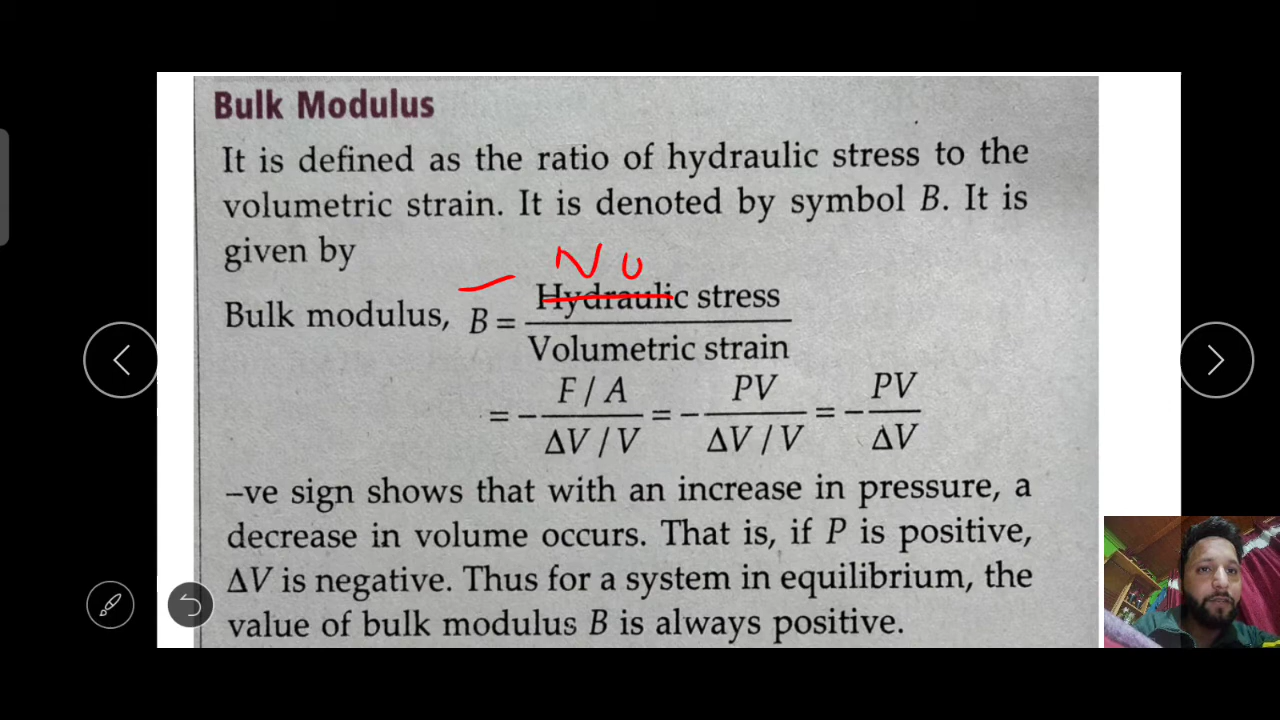 Bulk Modulus
It is defined as the ratio of hydraulic stress to the
volumetric strain. It is denoted by symbol B. It is
given by
N U
Bulk modulus, B = Hydraulic stress / Volumetric strain
= - F / A / ΔV / V = - PV / ΔV / V = - PV / ΔV
–ve sign shows that with an increase in pressure, a
decrease in volume occurs. That is, if P is positive,
ΔV is negative. Thus for a system in equilibrium, the
value of bulk modulus B is always positive.